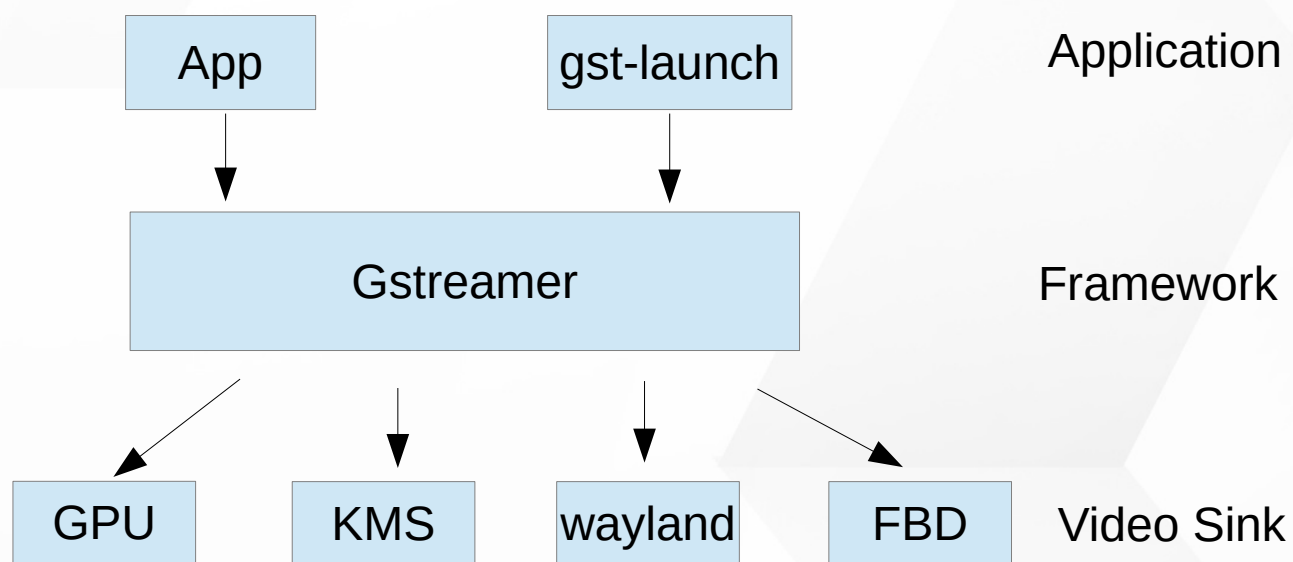 App
gst-launch
Application
Gstreamer
Framework
GPU
KMS
wayland
FBD
Video Sink